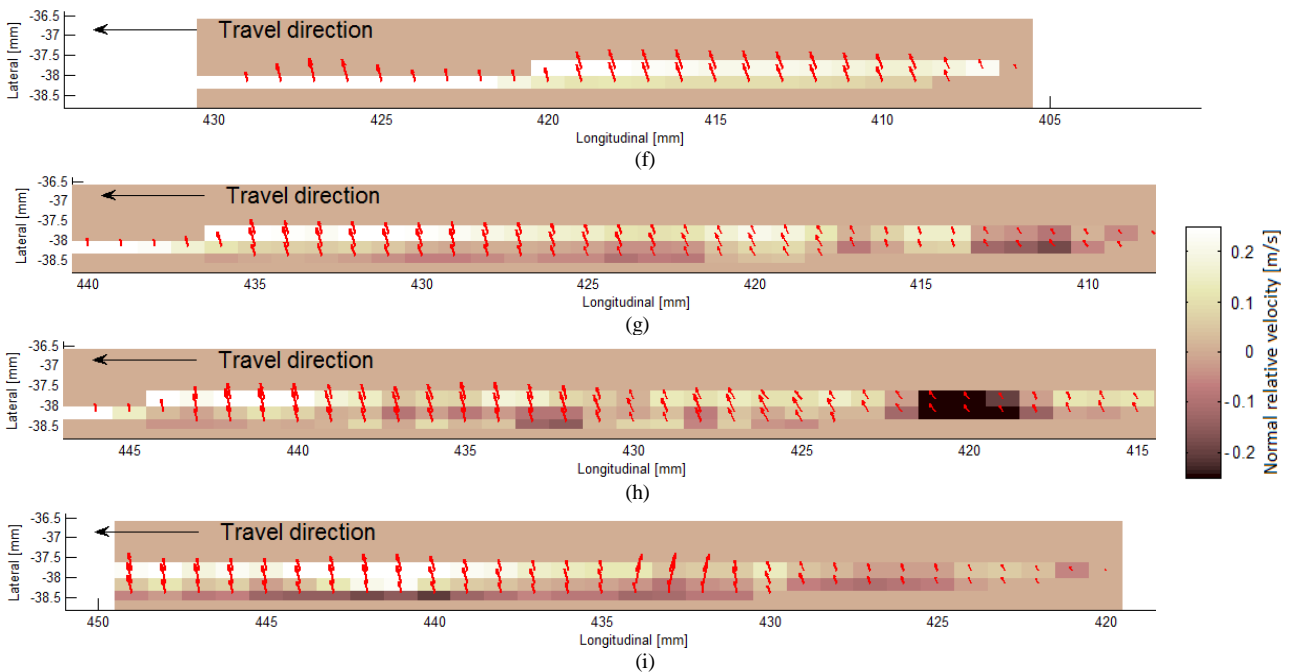 -36.5
-37
-37.5
-38
-38.5
Lateral [mm]
Travel direction
430 425 420 415 410 405
Longitudinal [mm]
(f)
-36.5
-37
-37.5
-38
-38.5
Lateral [mm]
Travel direction
440 435 430 425 420 415 410
Longitudinal [mm]
(g)
-36.5
-37
-37.5
-38
-38.5
Lateral [mm]
Travel direction
445 440 435 430 425 420 415
Longitudinal [mm]
(h)
-36.5
-37
-37.5
-38
-38.5
Lateral [mm]
Travel direction
450 445 440 435 430 425 420
Longitudinal [mm]
(i)
0.2
0.1
0
-0.1
-0.2
Normal relative velocity [m/s]